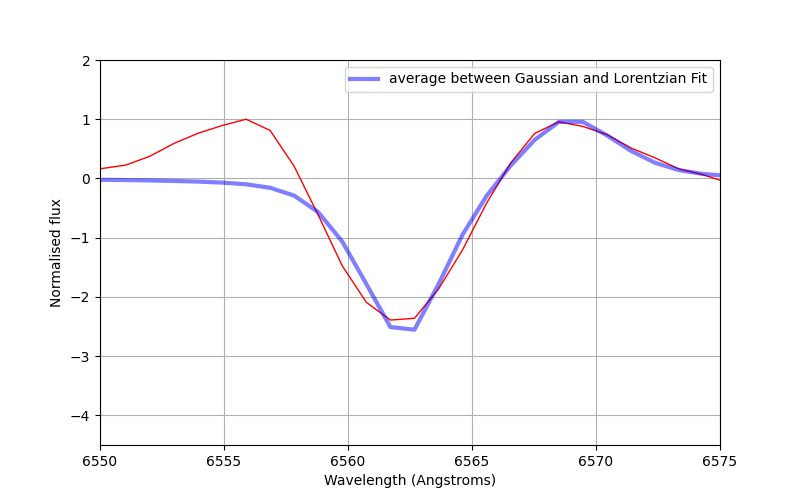 average between Gaussian and Lorentzian Fit
2
1
0
−1
−2
−3
−4
Normalised flux
6550 6555 6560 6565 6570 6575
Wavelength (Angstroms)